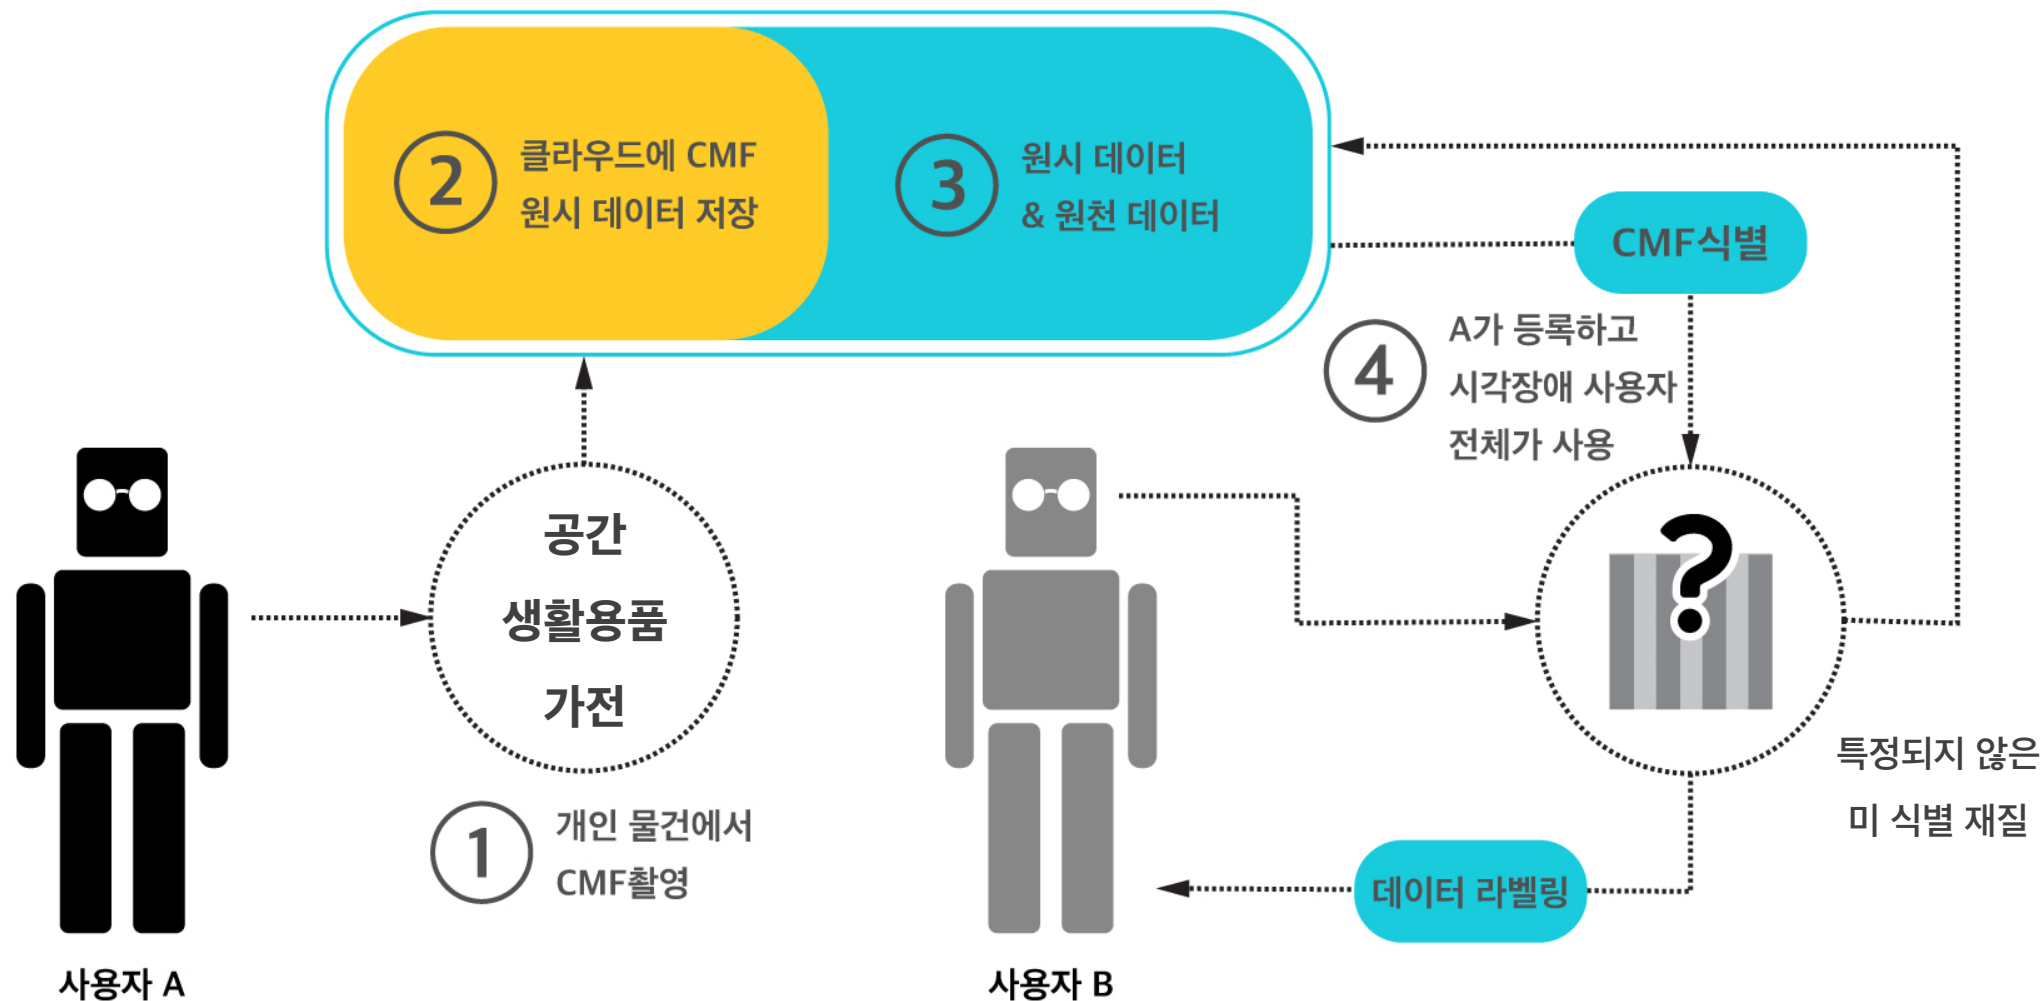 2
클라우드에 CMF
원시 데이터 저장
3
원시 데이터
& 원천 데이터
CMF식별
4
A가 등록하고
시각장애 사용자
전체가 사용
공간
생활용품
가전
?
1
개인 물건에서
CMF촬영
특정되지 않은
미 식별 재질
데이터 라벨링
사용자 A
사용자 B